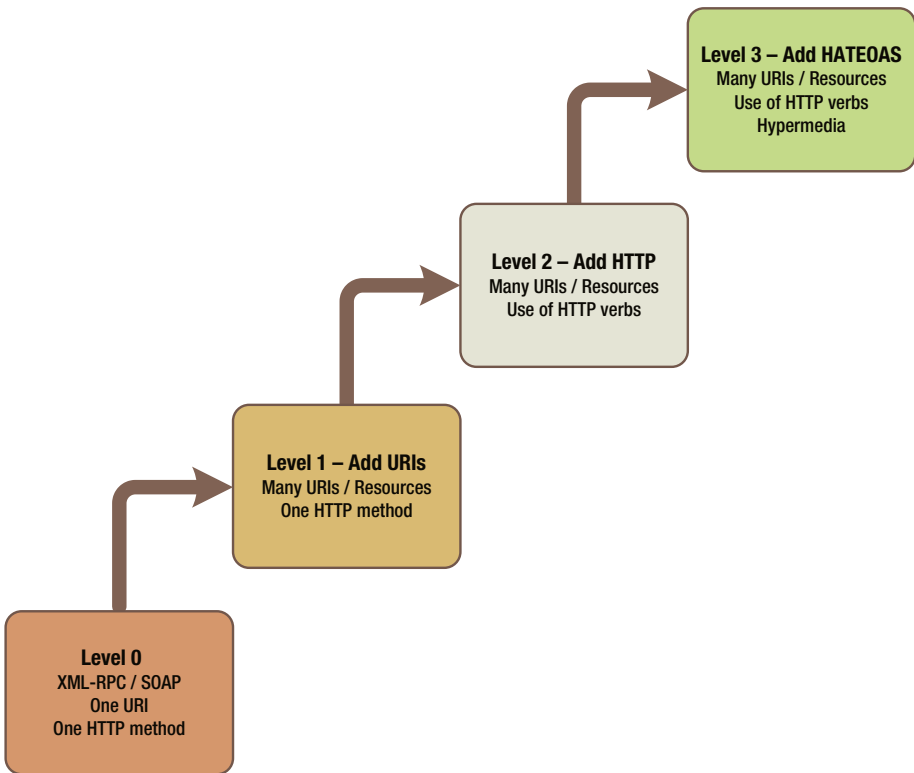 Level 3 – Add HATEOAS
Many URIs / Resources
Use of HTTP verbs
Hypermedia
Level 2 – Add HTTP
Many URIs / Resources
Use of HTTP verbs
Level 1 – Add URIs
Many URIs / Resources
One HTTP method
Level 0
XML-RPC / SOAP
One URI
One HTTP method